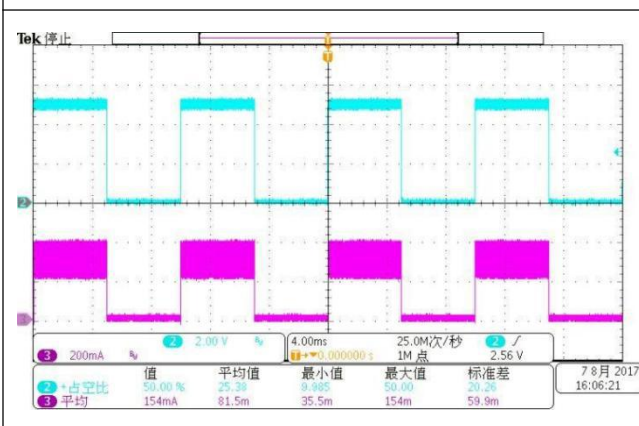 Tek 停止
T
T
2
3
2 2.00 V
4.00ms 25.0M次/秒 2 ∫
3 200mA
T→▼0.000000 s 1M 点 2.56 V
值 平均值 最小值 最大值 标准差
2 +占空比 50.00 % 25.38 9.985 50.00 20.26
3 平均 154mA 81.5m 35.5m 154m 59.9m
7 8月 2017
16:06:21